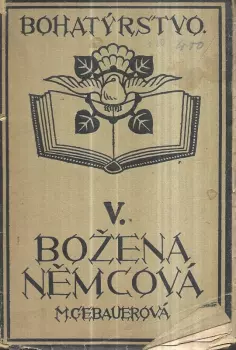 BOHATÝRSTVO.
V.
BOŽENA
NĚMCOVÁ
M.GEBAUEROVÁ